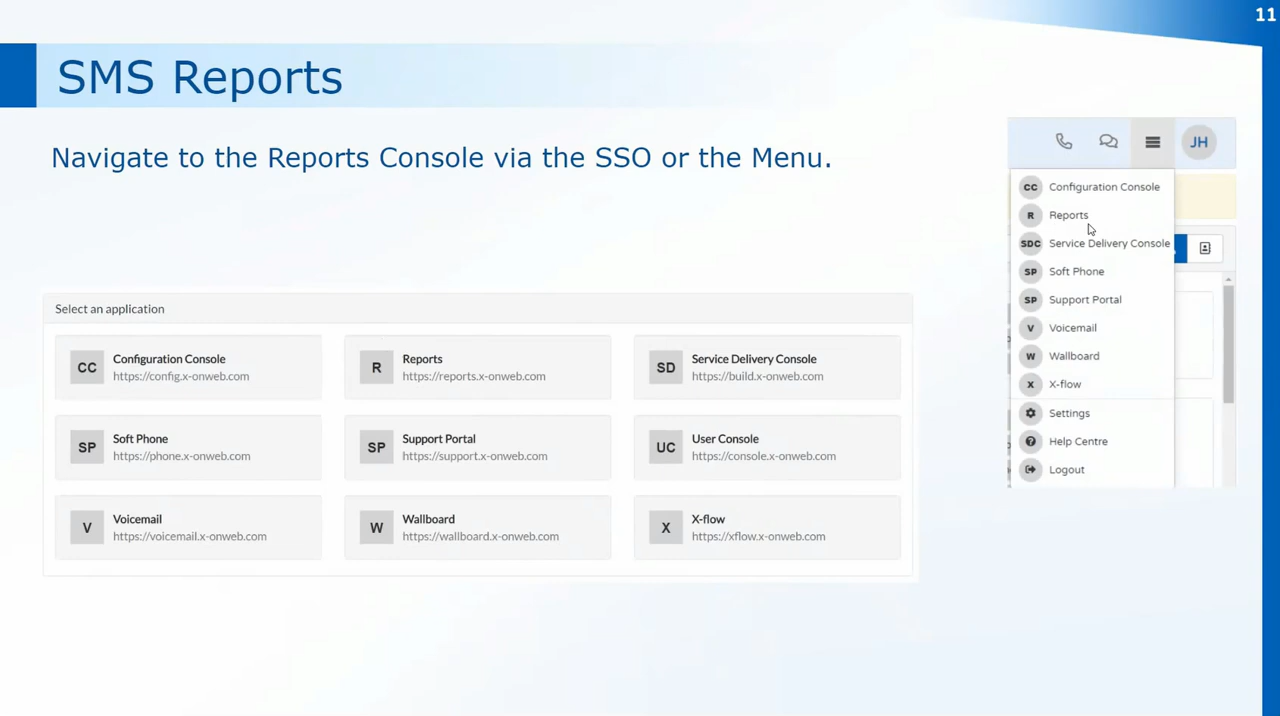 11
SMS Reports
Navigate to the Reports Console via the SSO or the Menu.
JH
CC Configuration Console
R Reports
SDC Service Delivery Console
SP Soft Phone
SP Support Portal
V Voicemail
W Wallboard
X X-flow
Settings
Help Centre
Logout
Select an application
CC Configuration Console
https://config.x-onweb.com
R Reports
https://reports.x-onweb.com
SD Service Delivery Console
https://build.x-onweb.com
SP Soft Phone
https://phone.x-onweb.com
SP Support Portal
https://support.x-onweb.com
UC User Console
https://console.x-onweb.com
V Voicemail
https://voicemail.x-onweb.com
W Wallboard
https://wallboard.x-onweb.com
X X-flow
https://xflow.x-onweb.com